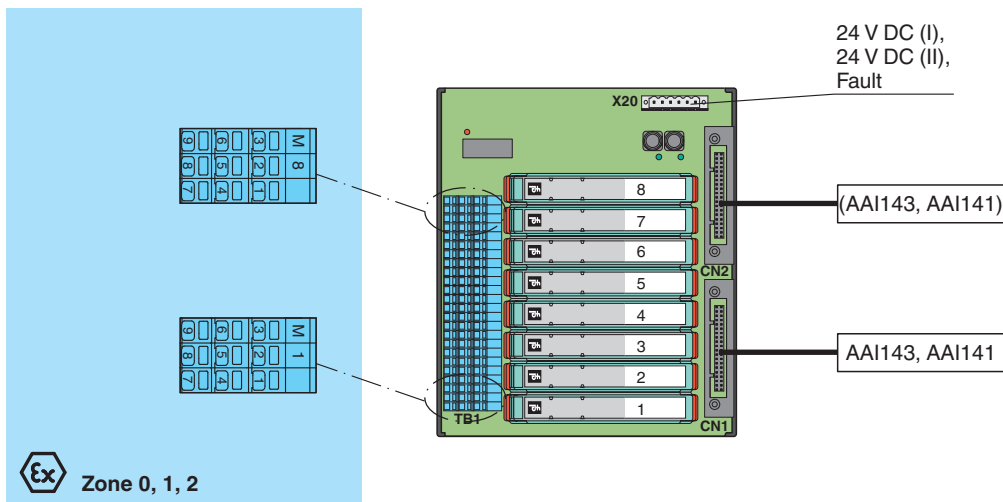 24 V DC (I),
24 V DC (II),
Fault
X20
9 6 3 M
8 5 2 8
7 4 1
8
7
6
5
4
3
2
1
(AAI143, AAI141)
CN2
AAI143, AAI141
CN1
9 6 3 M
8 5 2 1
7 4 1
TB1
Ex
Zone 0, 1, 2